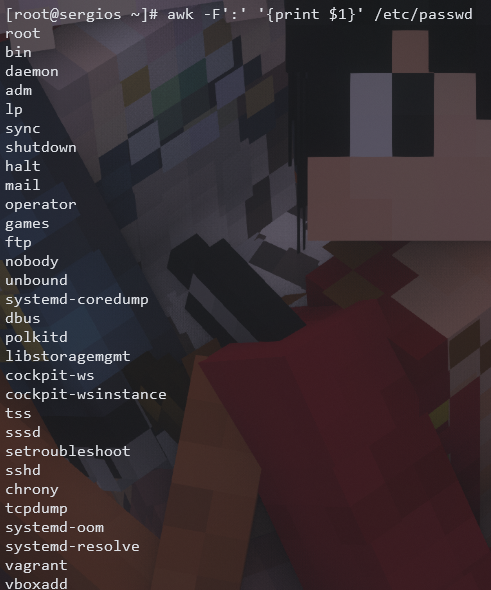 [root@sergios ~]# awk -F':' '{print $1}' /etc/passwd
root
bin
daemon
adm
lp
sync
shutdown
halt
mail
operator
games
ftp
nobody
unbound
systemd-coredump
dbus
polkitd
libstoragemgmt
cockpit-ws
cockpit-wsinstance
tss
sssd
setroubleshoot
sshd
chrony
tcpdump
systemd-oom
systemd-resolve
vagrant
vboxadd